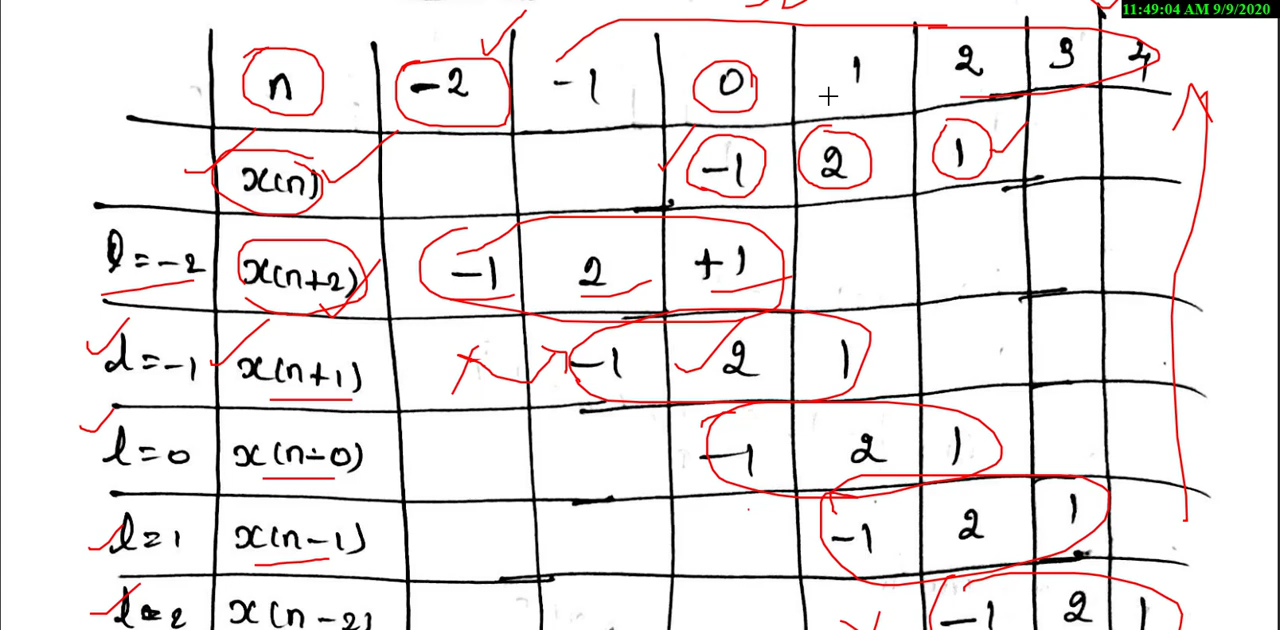 11:49:04 AM 9/9/2020
n -2 -1 0 1 2 3 4
x(n) -1 2 1
l=-2 x(n+2) -1 2 +1
l=-1 x(n+1) -1 2 1
l=0 x(n-0) -1 2 1
l=1 x(n-1) -1 2 1
l=2 x(n-2) -1 2 1